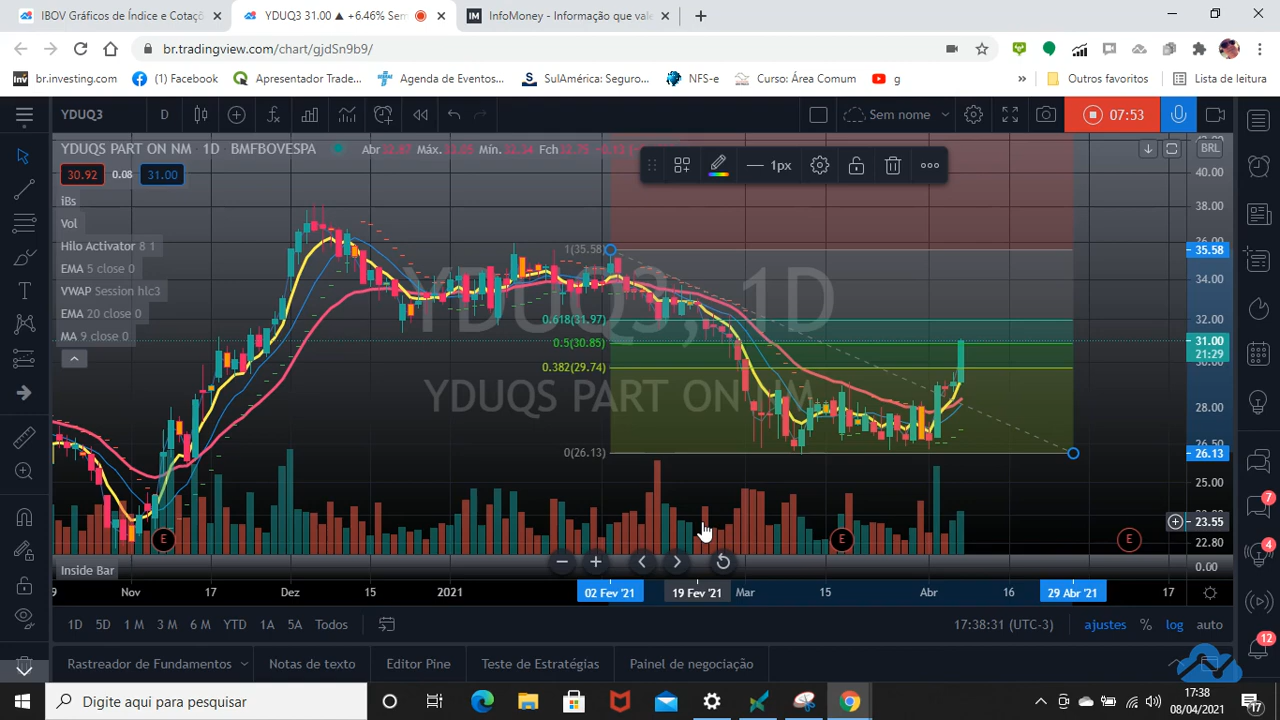 IBOV Gráficos de Índice e Cotaçõ
YDUQ3 31.00 ▲ +6.46% Sem
InfoMoney - Informação que vale
br.tradingview.com/chart/gjdSn9b9/
br.investing.com
(1) Facebook
Apresentador Trade...
Agenda de Eventos...
SulAmérica: Seguro...
NFS-e
Curso: Área Comum
g
»
Outros favoritos
Lista de leitura
YDUQ3
D
Sem nome
07:53
YDUQS PART ON NM · 1D · BMFBOVESPA
BRL
30.92
0.08
31.00
1px
iBs
Vol
Hilo Activator 8 1
EMA 5 close 0
VWAP Session hlc3
EMA 20 close 0
MA 9 close 0
YDUQ3, 1D
YDUQS PART ON NM
1(35.58)
0.618(31.97)
0.5(30.85)
0.382(29.74)
0(26.13)
40.00
38.00
35.58
34.00
32.00
31.00
21:29
28.00
26.13
25.00
23.55
22.80
0.00
E
E
E
Inside Bar
Nov
17
Dez
15
2021
02 Fev '21
19 Fev '21
Mar
15
Abr
16
29 Abr '21
17
1D
5D
1 M
3 M
6 M
YTD
1A
5A
Todos
17:38:31 (UTC-3)
ajustes
%
log
auto
Rastreador de Fundamentos
Notas de texto
Editor Pine
Teste de Estratégias
Painel de negociação
7
4
12
Digite aqui para pesquisar
17:38
08/04/2021
17